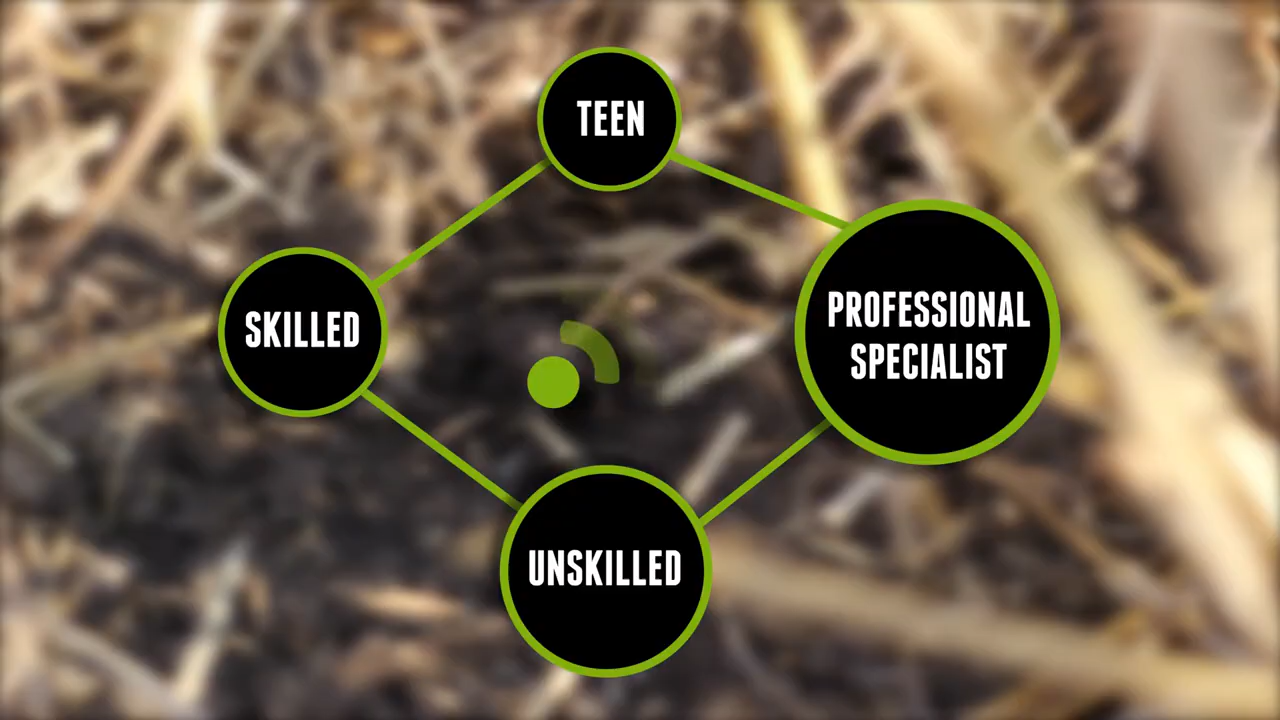 TEEN
SKILLED
PROFESSIONAL
SPECIALIST
UNSKILLED